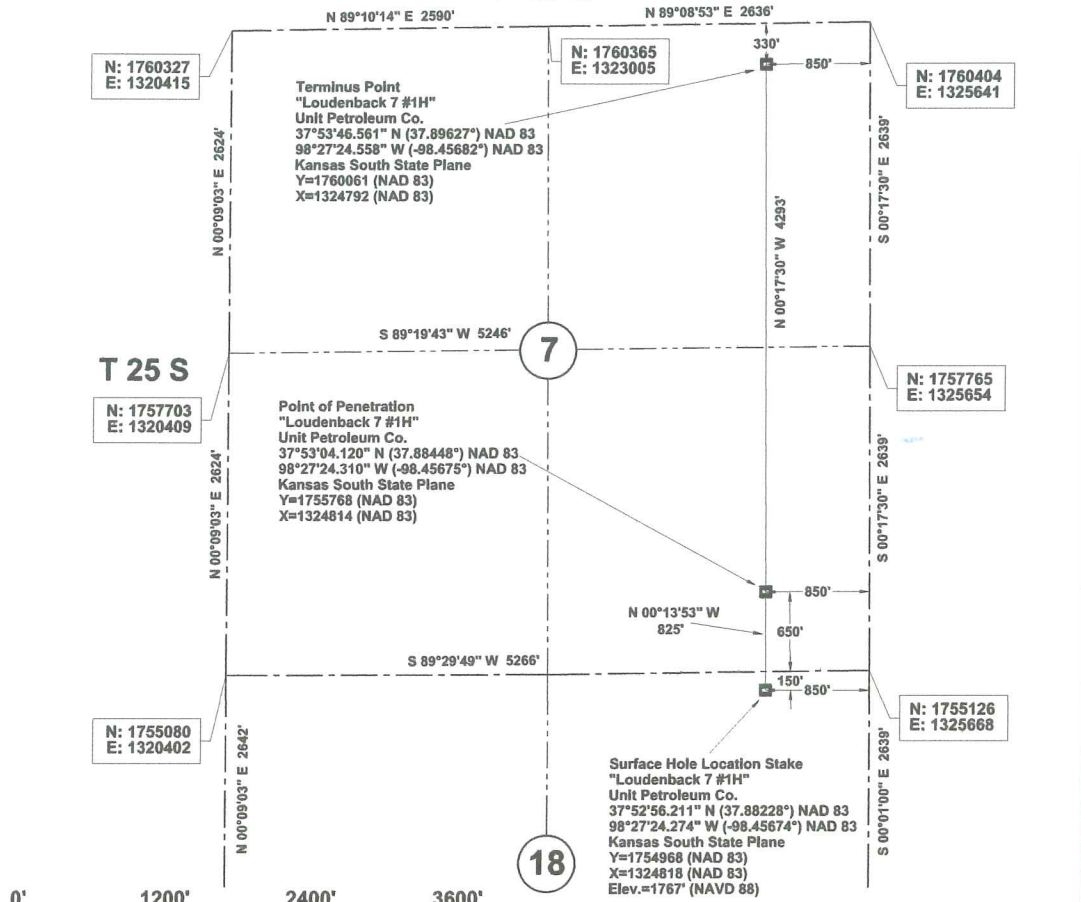 N 89°10'14" E 2590'
N 89°08'53" E 2636'
330'
850'
N: 1760327
E: 1320415
N: 1760365
E: 1323005
N: 1760404
E: 1325641
Terminus Point
"Loudenback 7 #1H"
Unit Petroleum Co.
37°53'46.561" N (37.89627°) NAD 83
98°27'24.558" W (-98.45682°) NAD 83
Kansas South State Plane
Y=1760061 (NAD 83)
X=1324792 (NAD 83)
N 00°09'03" E 2624'
N 00°17'30" W 4293'
S 00°17'30" E 2639'
S 89°19'43" W 5246'
7
T 25 S
N: 1757703
E: 1320409
N: 1757765
E: 1325654
Point of Penetration
"Loudenback 7 #1H"
Unit Petroleum Co.
37°53'04.120" N (37.88448°) NAD 83
98°27'24.310" W (-98.45675°) NAD 83
Kansas South State Plane
Y=1755768 (NAD 83)
X=1324814 (NAD 83)
N 00°09'03" E 2624'
S 00°17'30" E 2639'
850'
N 00°13'53" W
825'
650'
S 89°29'49" W 5266'
150'
850'
N: 1755080
E: 1320402
N: 1755126
E: 1325668
N 00°09'03" E 2642'
S 00°01'00" E 2639'
Surface Hole Location Stake
"Loudenback 7 #1H"
Unit Petroleum Co.
37°52'56.211" N (37.88228°) NAD 83
98°27'24.274" W (-98.45674°) NAD 83
Kansas South State Plane
Y=1754968 (NAD 83)
X=1324818 (NAD 83)
Elev.=1767' (NAVD 88)
18
0' 1200' 2400' 3600'